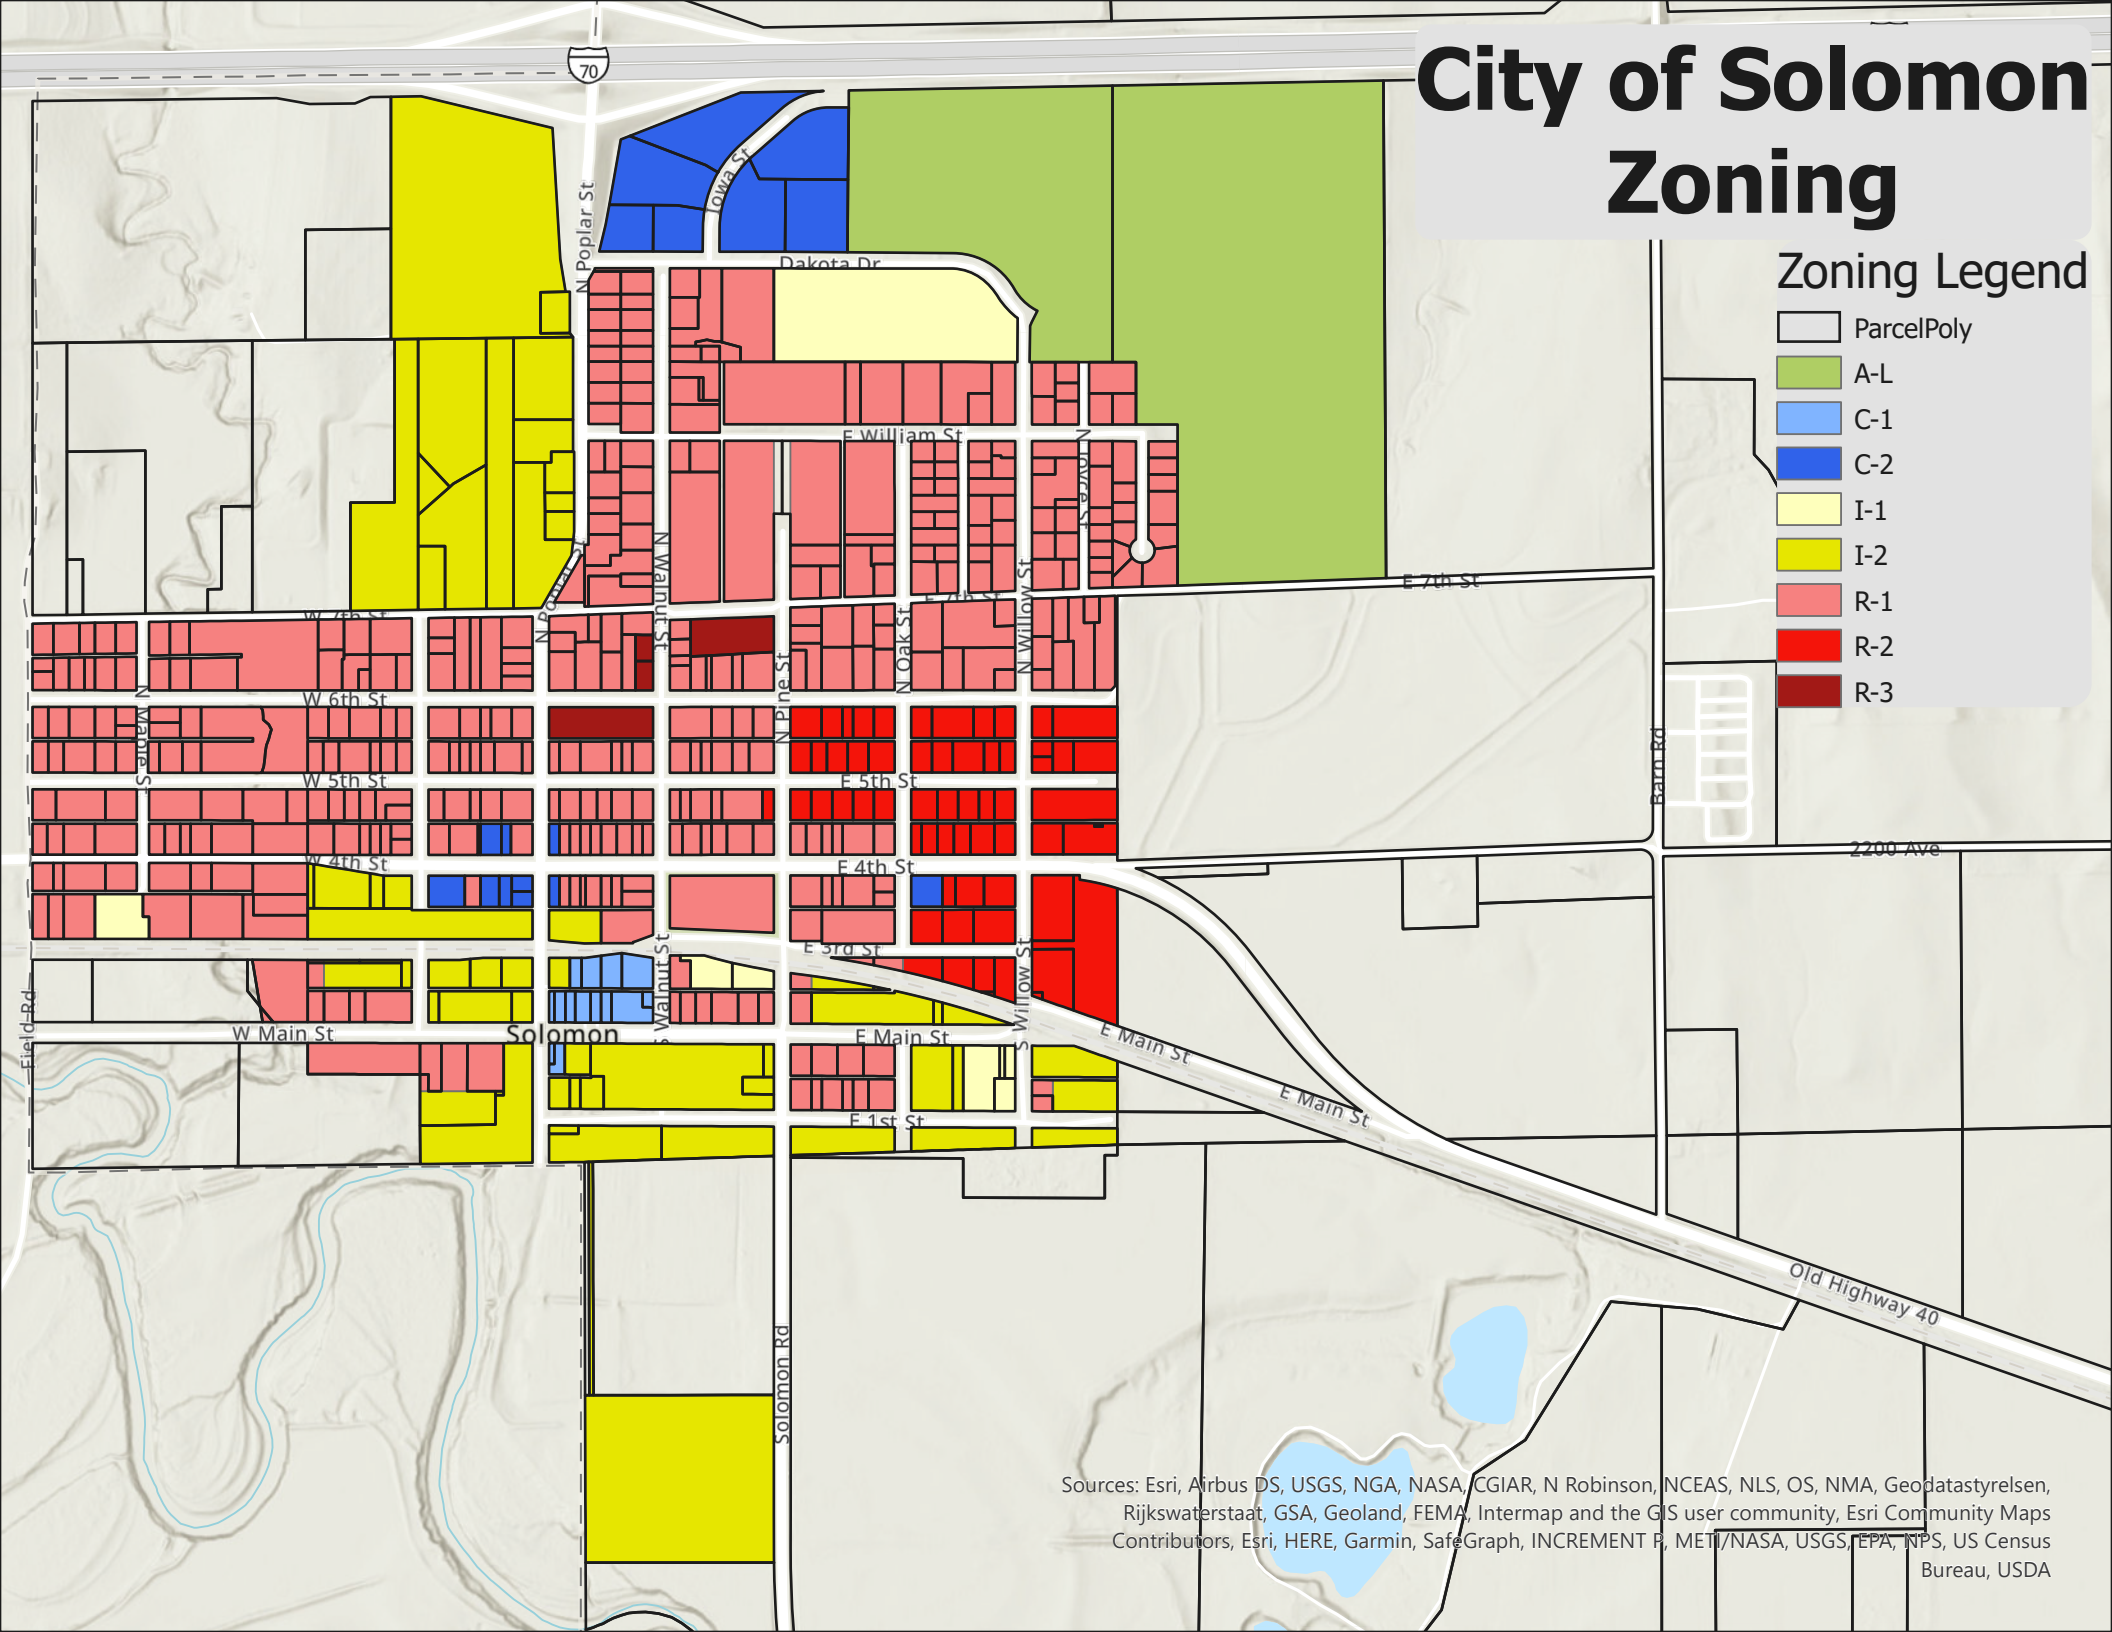 City of Solomon
Zoning
Zoning Legend
ParcelPoly
A-L
C-1
C-2
I-1
I-2
R-1
R-2
R-3
70
N Poplar St
Iowa St
Dakota Dr
E William St
N Joyce St
N Walnut St
N Poplar St
N Willow St
E 7th St
E 7th St
W 7th St
N Oak St
N Pine St
W 6th St
N Maple St
W 5th St
E 5th St
Barn Rd
2200 Ave
W 4th St
E 4th St
E 3rd St
S Walnut St
S Willow St
Field Rd
W Main St
Solomon
E Main St
E Main St
E Main St
E 1st St
Old Highway 40
Solomon Rd
Sources: Esri, Airbus DS, USGS, NGA, NASA, CGIAR, N Robinson, NCEAS, NLS, OS, NMA, Geodatastyrelsen,
Rijkswaterstaat, GSA, Geoland, FEMA, Intermap and the GIS user community, Esri Community Maps
Contributors, Esri, HERE, Garmin, SafeGraph, INCREMENT P, METI/NASA, USGS, EPA, NPS, US Census
Bureau, USDA